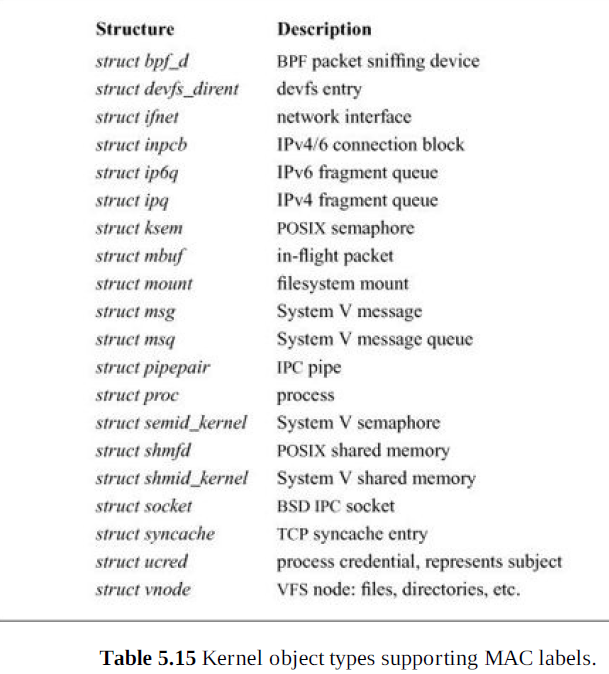 Structure Description
struct bpf_d BPF packet sniffing device
struct devfs_dirent devfs entry
struct ifnet network interface
struct inpcb IPv4/6 connection block
struct ip6q IPv6 fragment queue
struct ipq IPv4 fragment queue
struct ksem POSIX semaphore
struct mbuf in-flight packet
struct mount filesystem mount
struct msg System V message
struct msq System V message queue
struct pipepair IPC pipe
struct proc process
struct semid_kernel System V semaphore
struct shmfd POSIX shared memory
struct shmid_kernel System V shared memory
struct socket BSD IPC socket
struct syncache TCP syncache entry
struct ucred process credential, represents subject
struct vnode VFS node: files, directories, etc.
Table 5.15 Kernel object types supporting MAC labels.